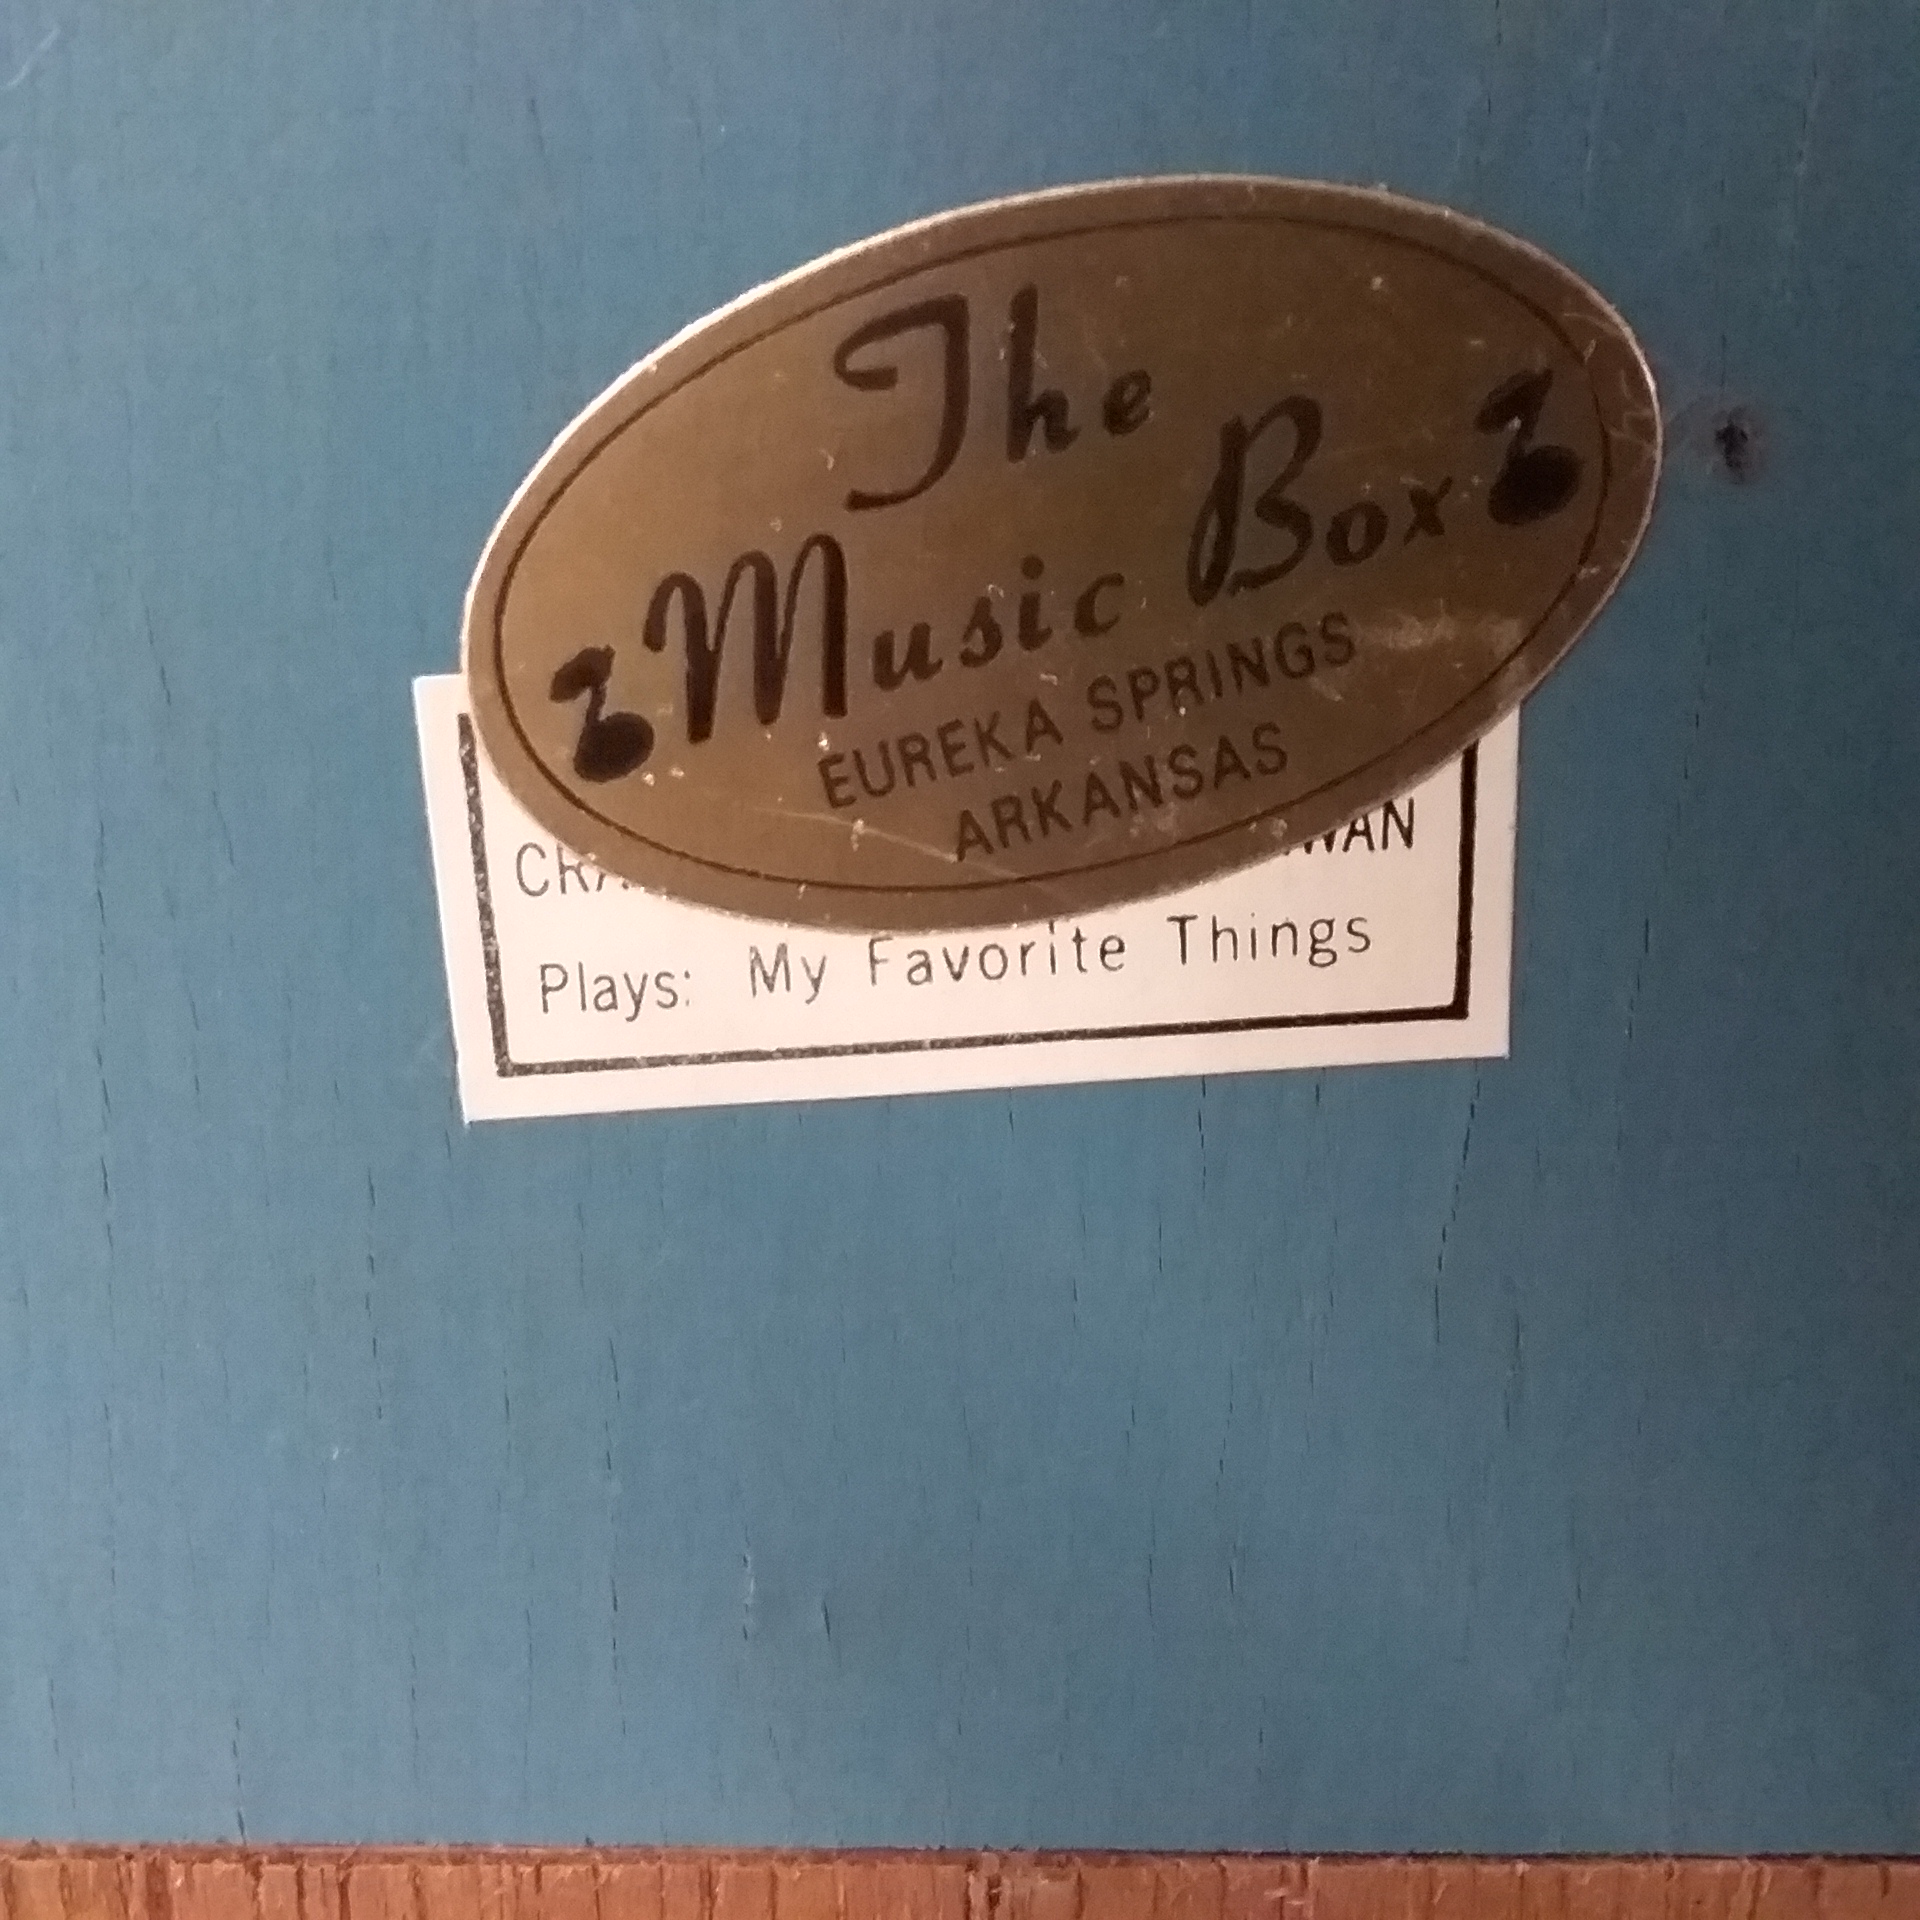 The
Music Box
EUREKA SPRINGS
ARKANSAS
Plays: My Favorite Things